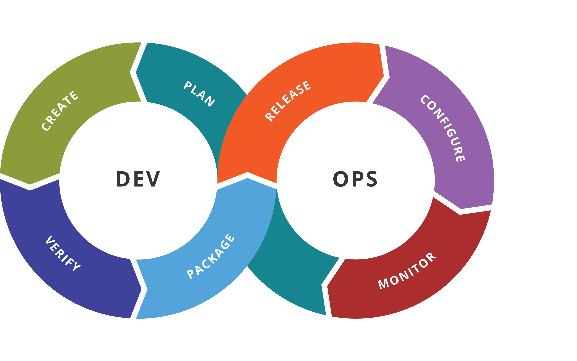 PLAN
CREATE
VERIFY
PACKAGE
RELEASE
CONFIGURE
MONITOR
DEV
OPS